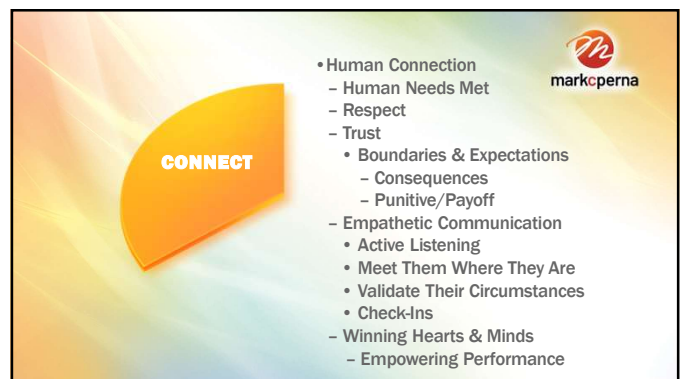 •Human Connection
– Human Needs Met
– Respect
– Trust
• Boundaries & Expectations
– Consequences
– Punitive/Payoff
– Empathetic Communication
• Active Listening
• Meet Them Where They Are
• Validate Their Circumstances
• Check-Ins
– Winning Hearts & Minds
– Empowering Performance
CONNECT
m
markcperna